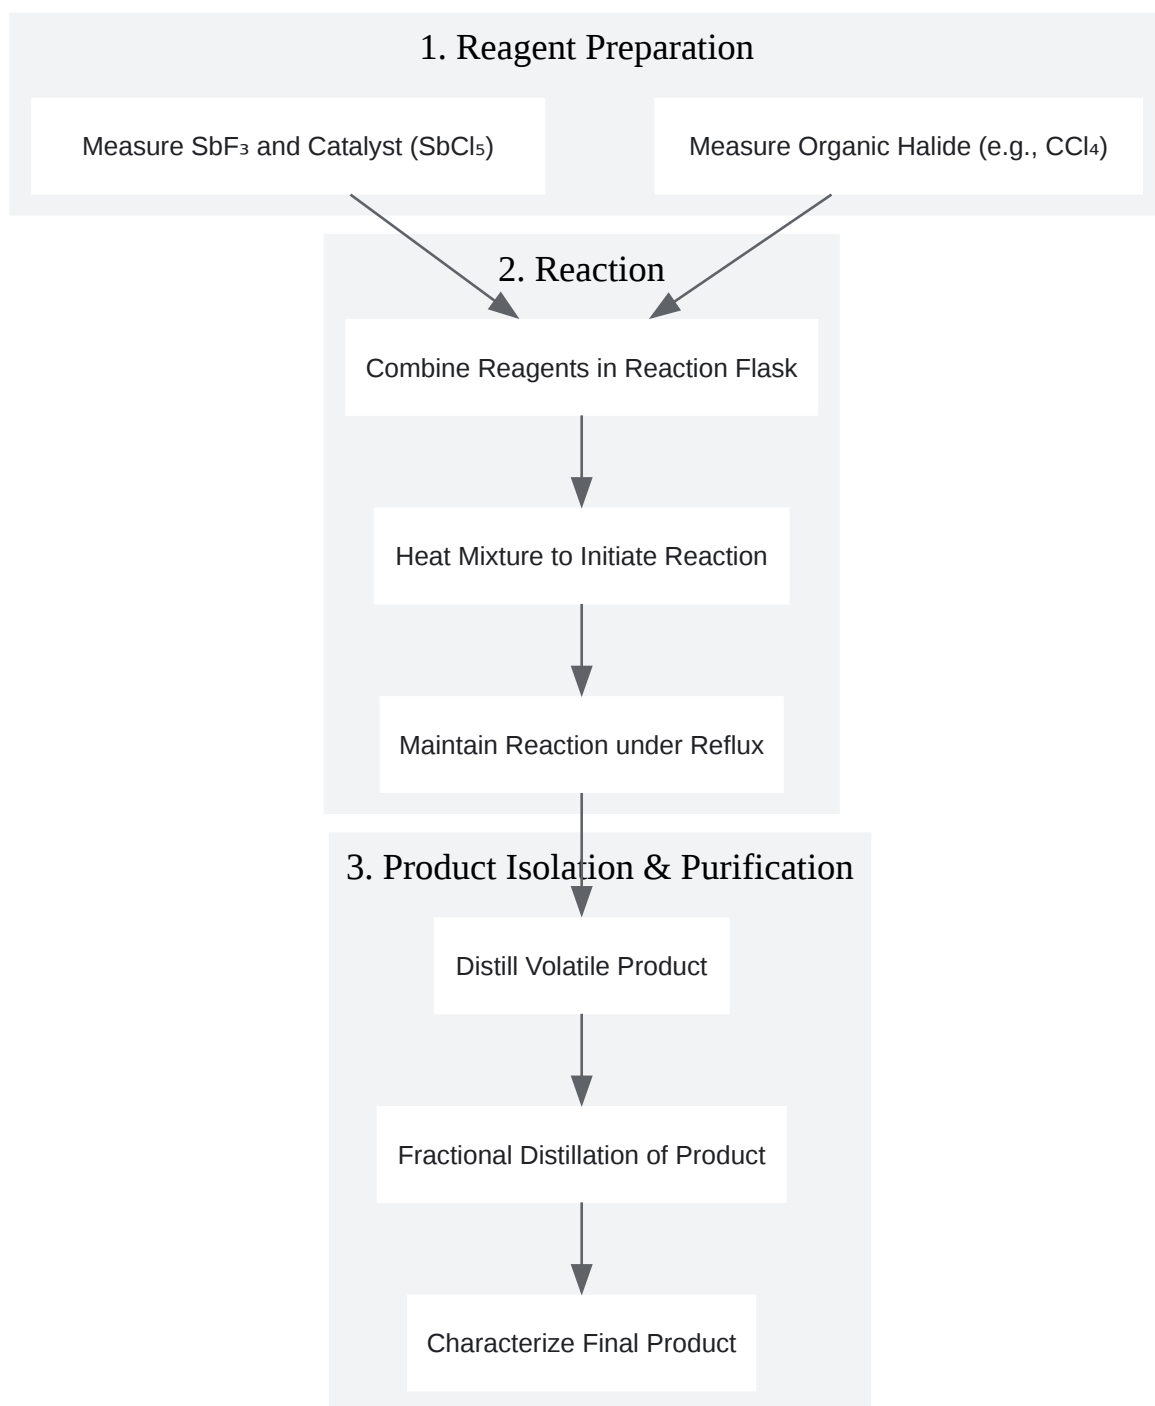 1. Reagent Preparation
Measure SbF₃ and Catalyst (SbCl₅)
Measure Organic Halide (e.g., CCl₄)
2. Reaction
Combine Reagents in Reaction Flask
Heat Mixture to Initiate Reaction
Maintain Reaction under Reflux
3. Product Isolation & Purification
Distill Volatile Product
Fractional Distillation of Product
Characterize Final Product